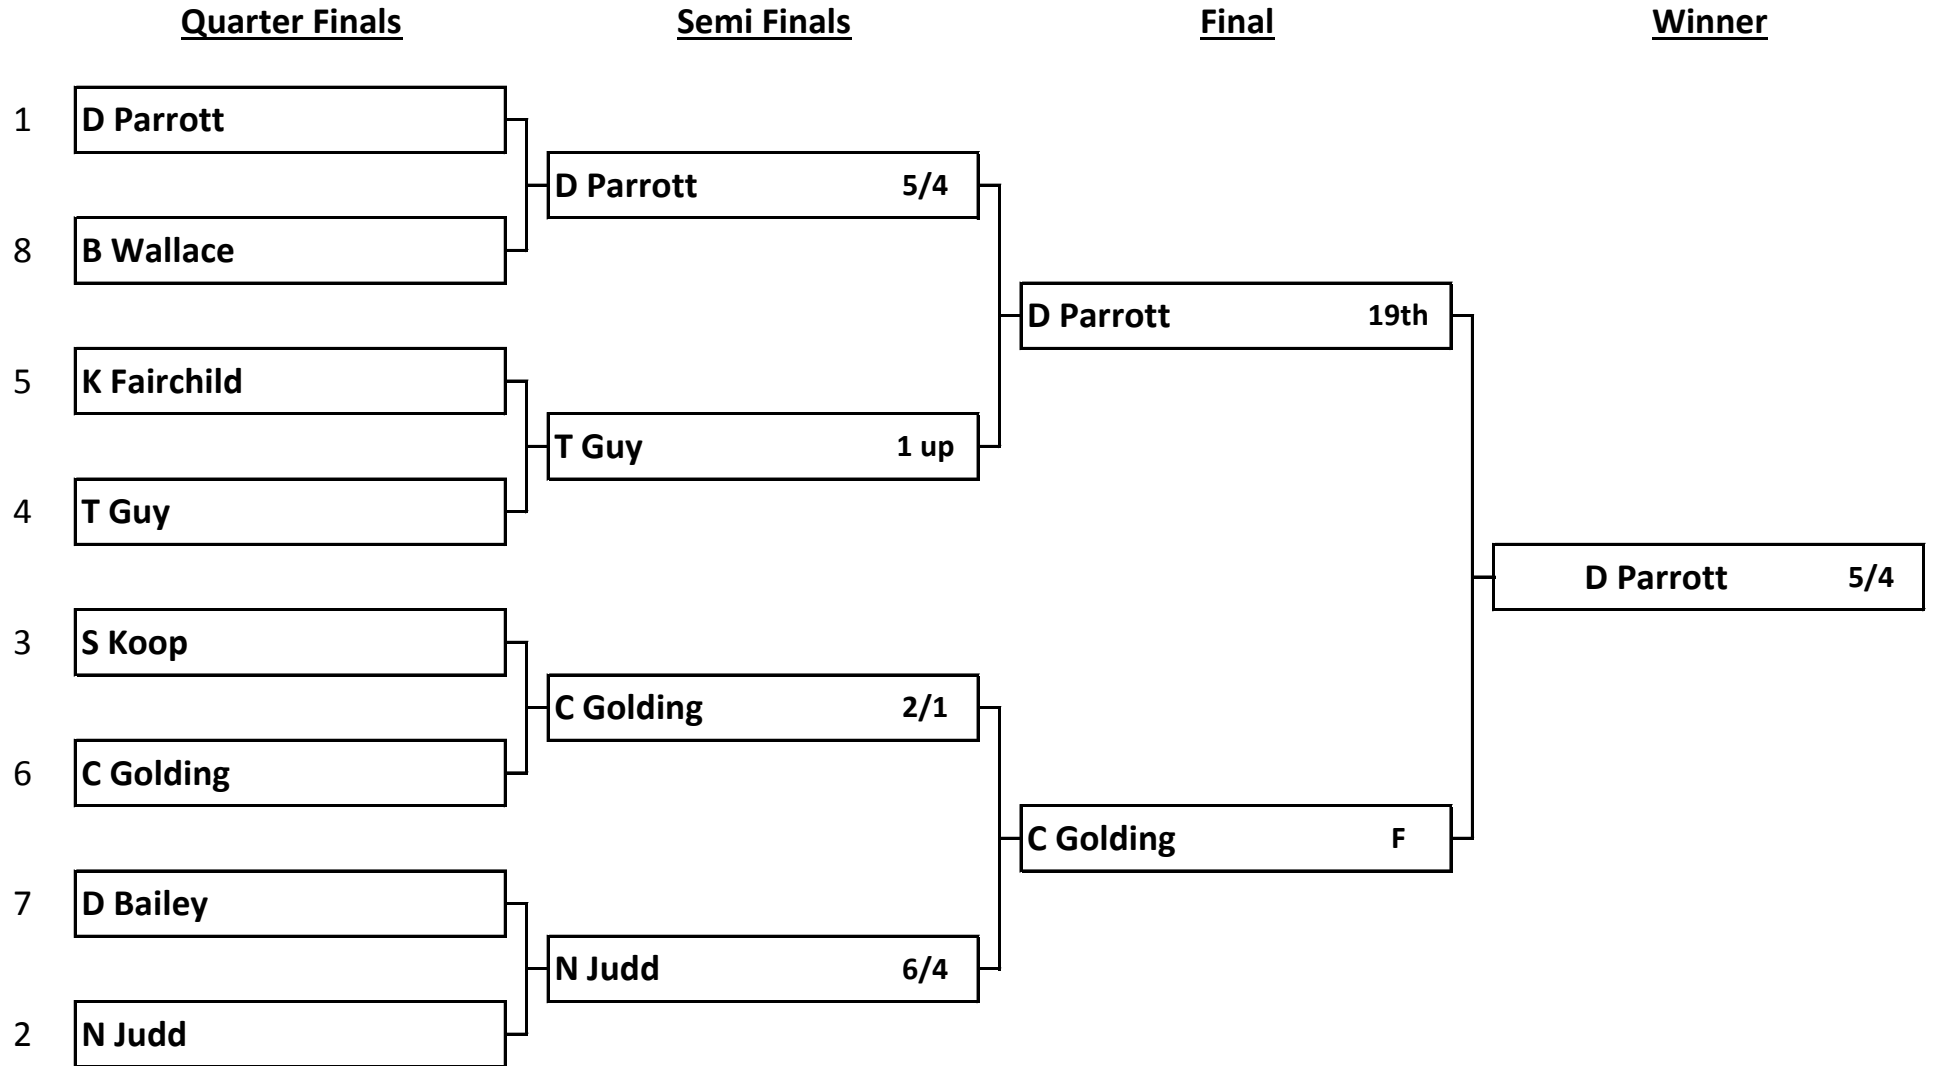 Quarter Finals Semi Finals Final Winner
1 D Parrott
D Parrott 5/4
8 B Wallace
D Parrott 19th
5 K Fairchild
T Guy 1 up
4 T Guy
D Parrott 5/4
3 S Koop
C Golding 2/1
6 C Golding
C Golding F
7 D Bailey
N Judd 6/4
2 N Judd